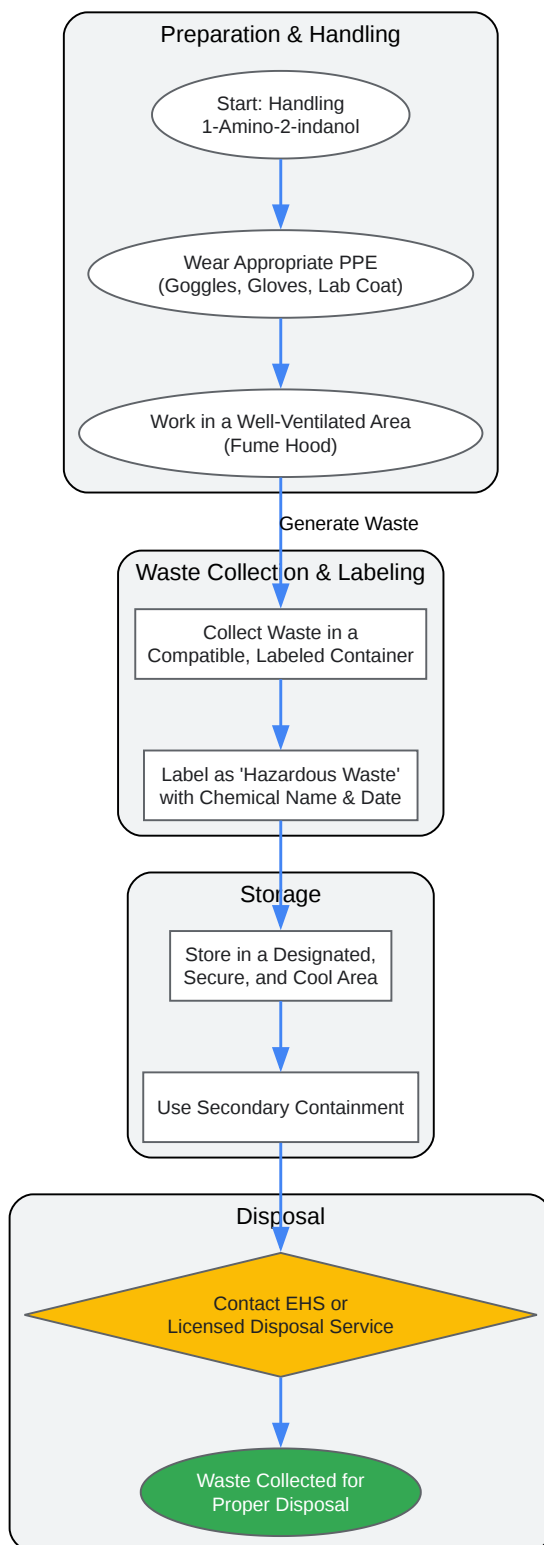 Preparation & Handling
Start: Handling
1-Amino-2-indanol
Wear Appropriate PPE
(Goggles, Gloves, Lab Coat)
Work in a Well-Ventilated Area
(Fume Hood)
Generate Waste
Waste Collection & Labeling
Collect Waste in a
Compatible, Labeled Container
Label as 'Hazardous Waste'
with Chemical Name & Date
Storage
Store in a Designated,
Secure, and Cool Area
Use Secondary Containment
Disposal
Contact EHS or
Licensed Disposal Service
Waste Collected for
Proper Disposal